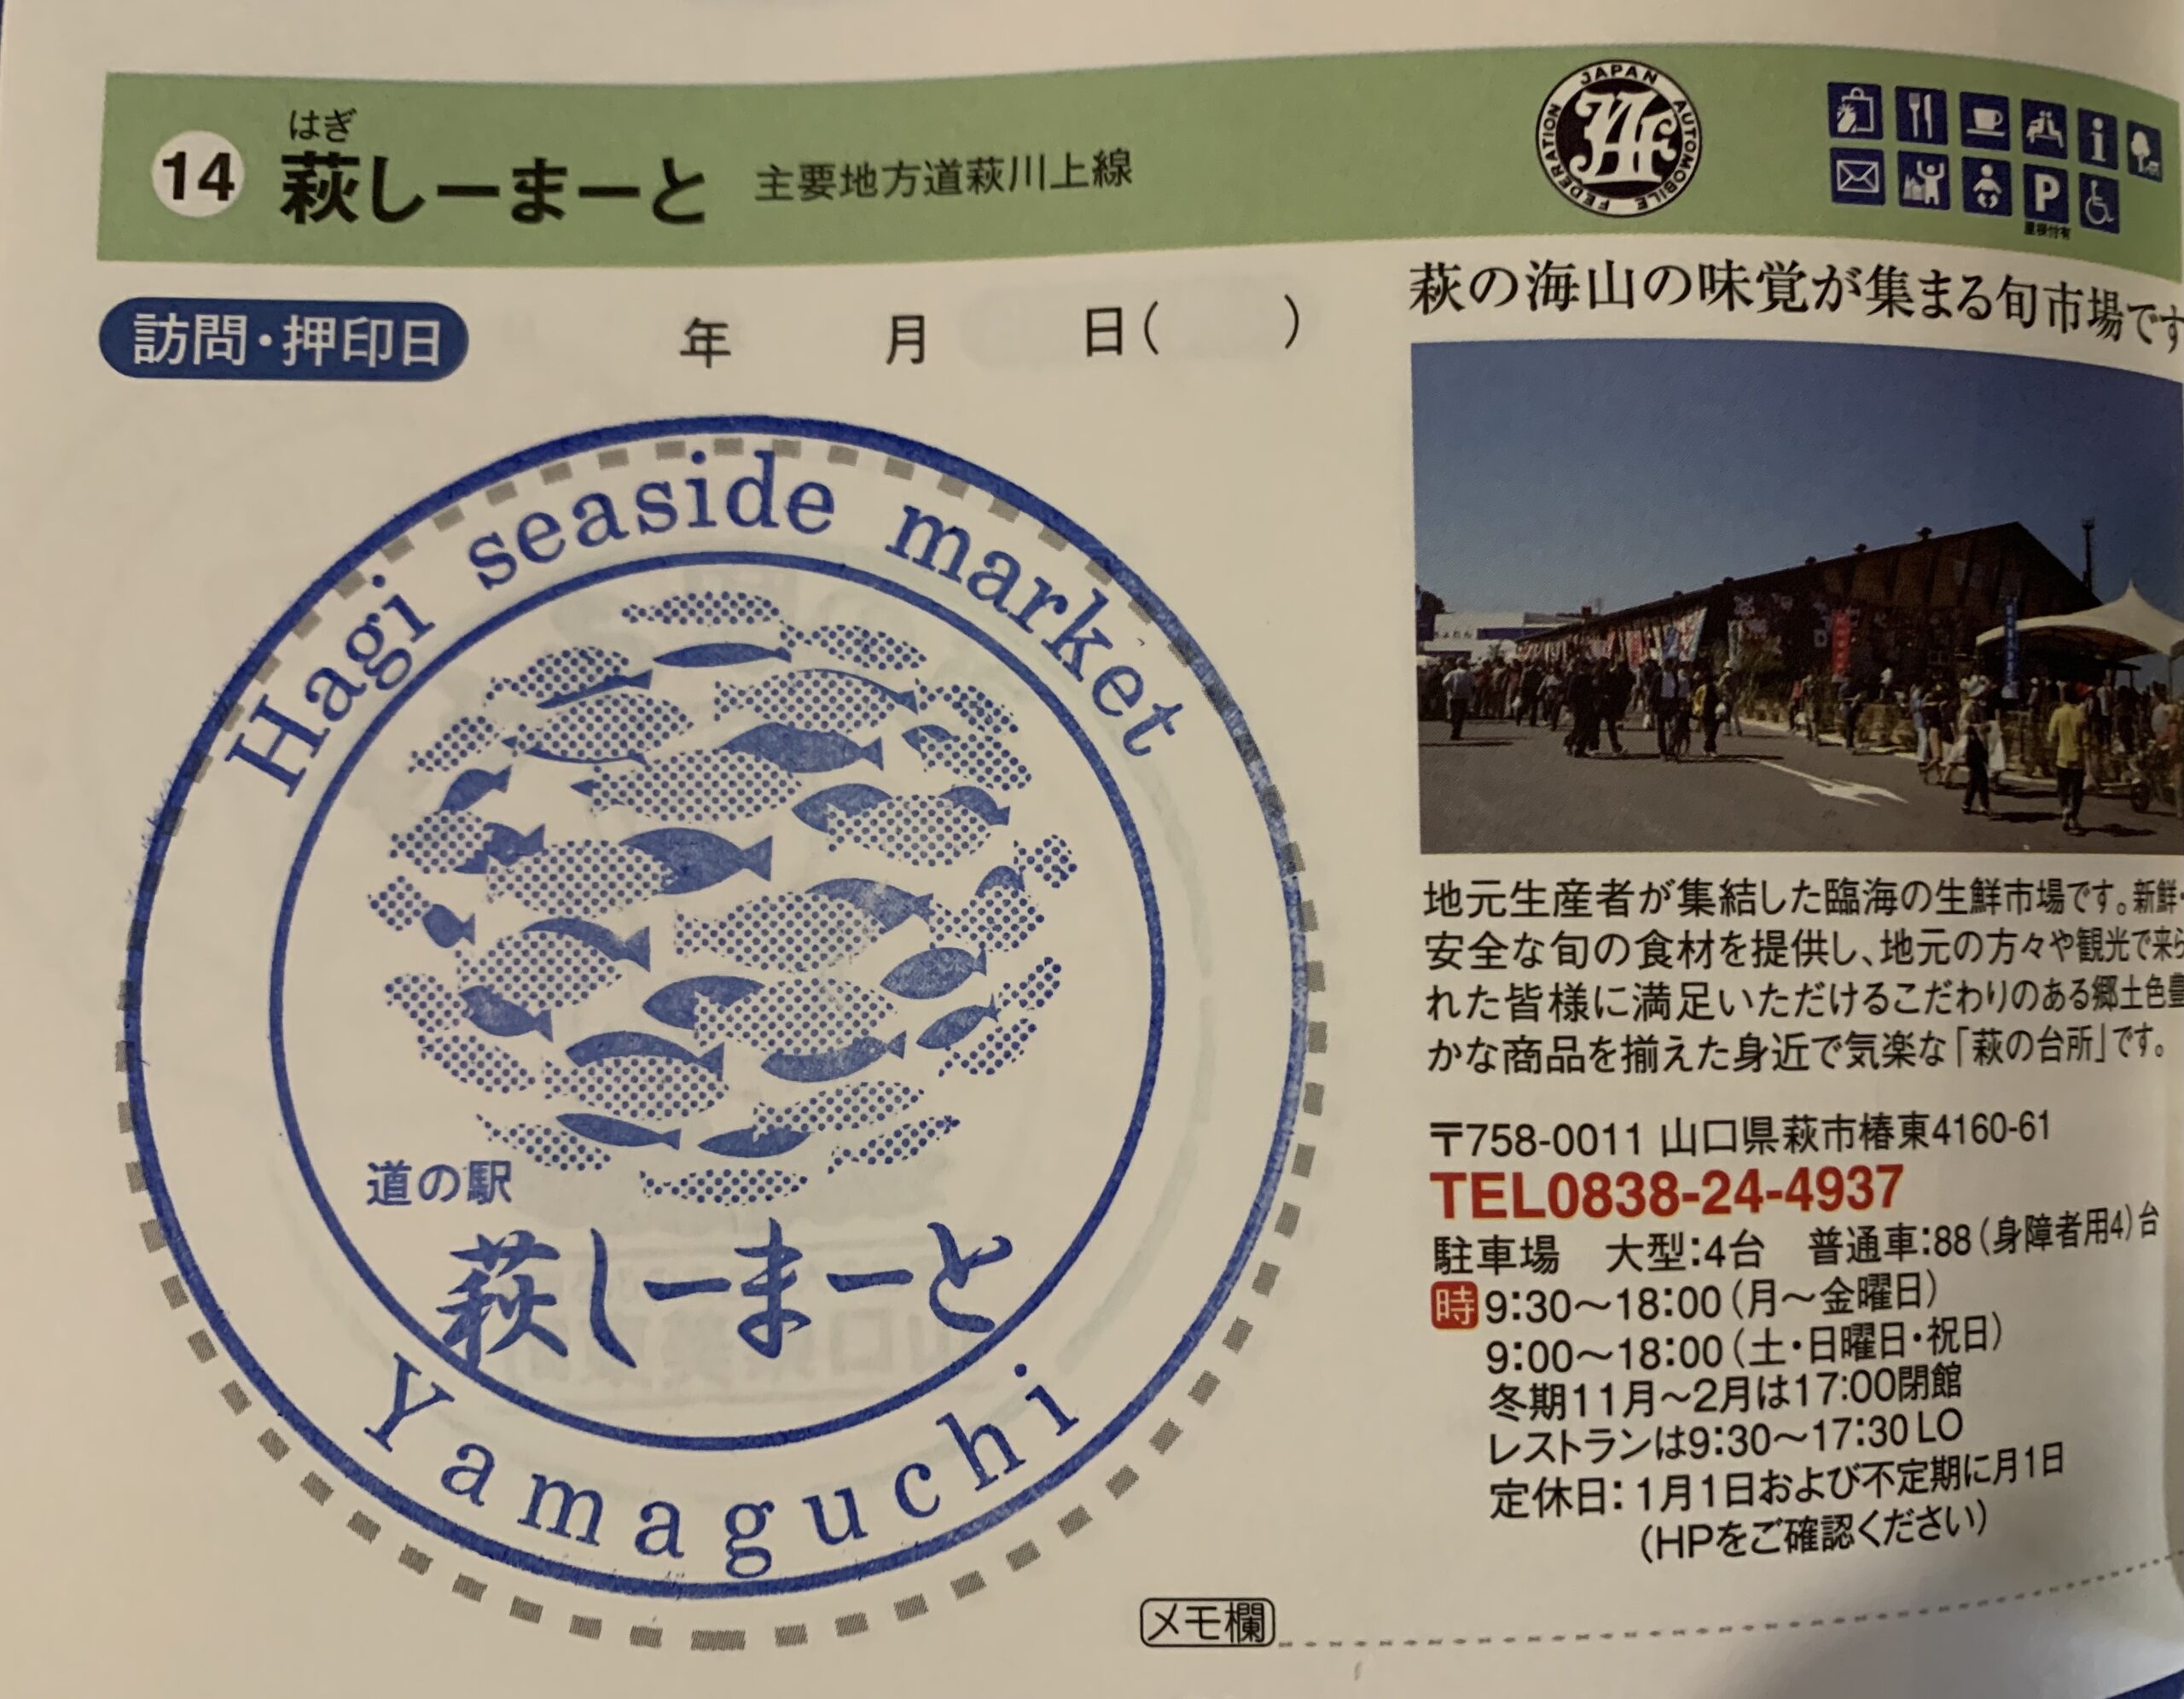 はぎ
14 萩しーまーと 主要地方道萩川上線
JAPAN AUTOMOBILE FEDERATION
JAF
P
屋根付有
訪問・押印日 年 月 日( )
Hagi seaside market
道の駅
萩しーまーと
Yamaguchi
萩の海山の味覚が集まる旬市場です
地元生産者が集結した臨海の生鮮市場です。新鮮・
安全な旬の食材を提供し、地元の方々や観光で来ら
れた皆様に満足いただけるこだわりのある郷土色豊
かな商品を揃えた身近で気楽な「萩の台所」です。
〒758-0011 山口県萩市椿東4160-61
TEL0838-24-4937
駐車場 大型:4台 普通車:88(身障者用4)台
時 9:30〜18:00(月〜金曜日)
9:00〜18:00(土・日曜日・祝日)
冬期11月〜2月は17:00閉館
レストランは9:30〜17:30 LO
定休日:1月1日および不定期に月1日
(HPをご確認ください)
メモ欄